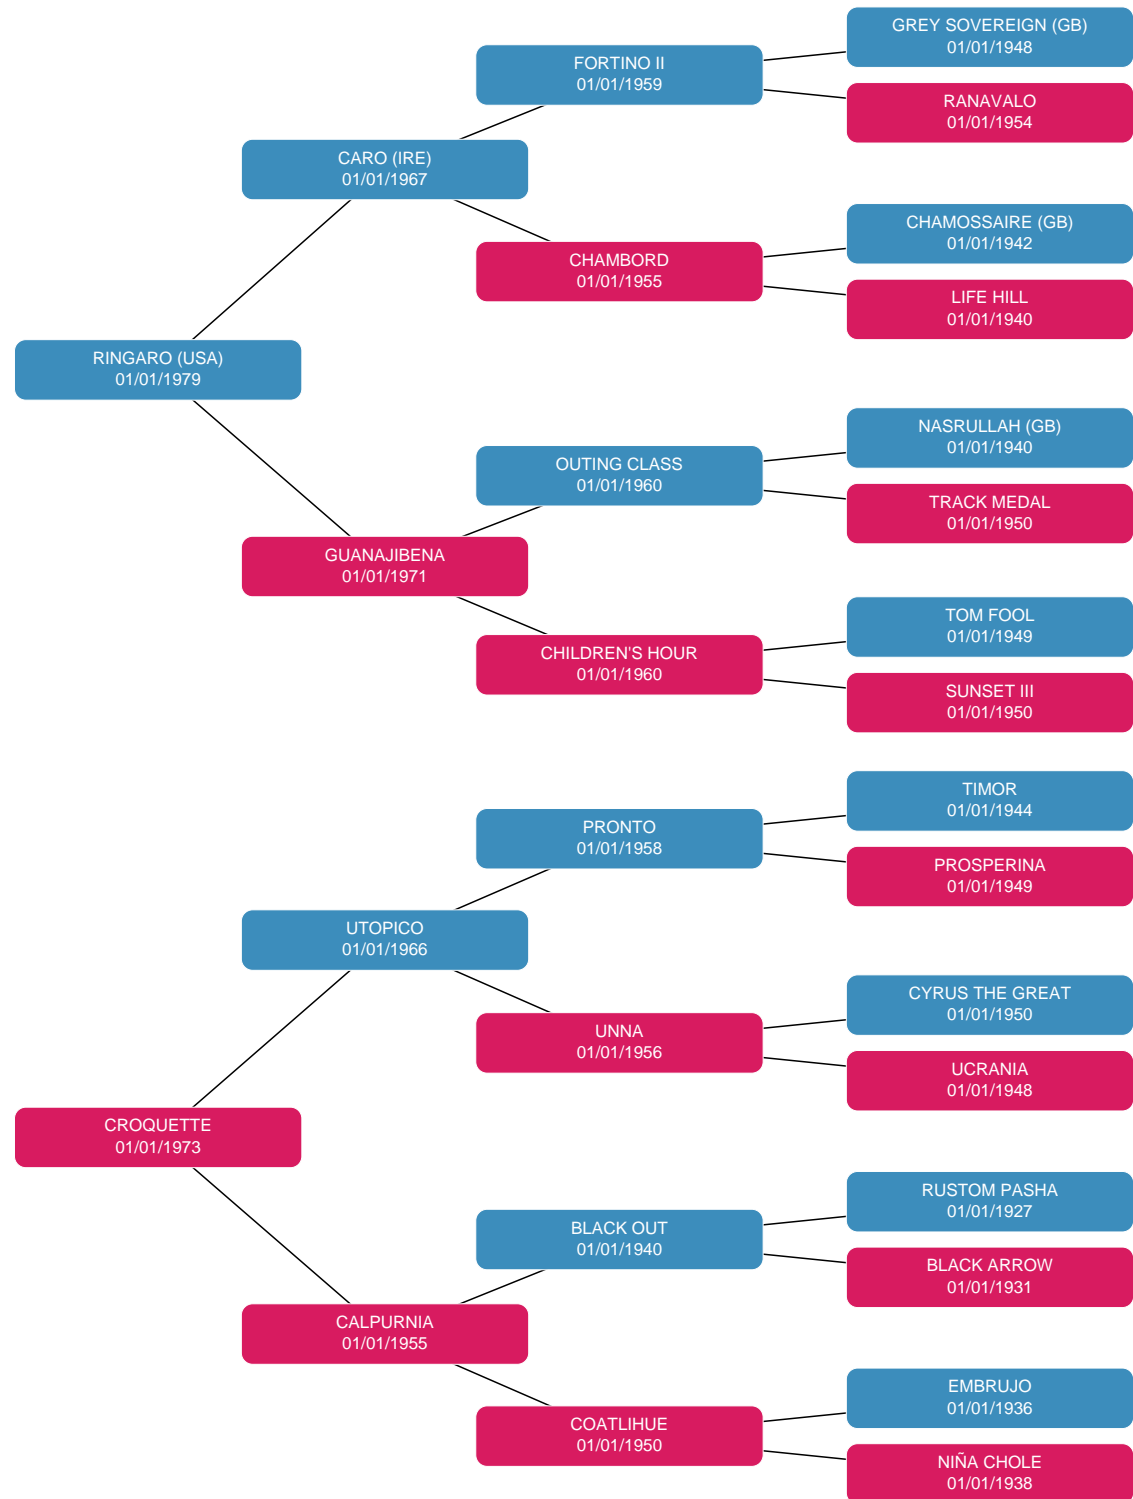 GREY SOVEREIGN (GB)
01/01/1948
FORTINO II
01/01/1959
RANAVALO
01/01/1954
CARO (IRE)
01/01/1967
CHAMOSSAIRE (GB)
01/01/1942
CHAMBORD
01/01/1955
LIFE HILL
01/01/1940
RINGARO (USA)
01/01/1979
NASRULLAH (GB)
01/01/1940
OUTING CLASS
01/01/1960
TRACK MEDAL
01/01/1950
GUANAJIBENA
01/01/1971
TOM FOOL
01/01/1949
CHILDREN'S HOUR
01/01/1960
SUNSET III
01/01/1950
TIMOR
01/01/1944
PRONTO
01/01/1958
PROSPERINA
01/01/1949
UTOPICO
01/01/1966
CYRUS THE GREAT
01/01/1950
UNNA
01/01/1956
UCRANIA
01/01/1948
CROQUETTE
01/01/1973
RUSTOM PASHA
01/01/1927
BLACK OUT
01/01/1940
BLACK ARROW
01/01/1931
CALPURNIA
01/01/1955
EMBRUJO
01/01/1936
COATLIHUE
01/01/1950
NIÑA CHOLE
01/01/1938